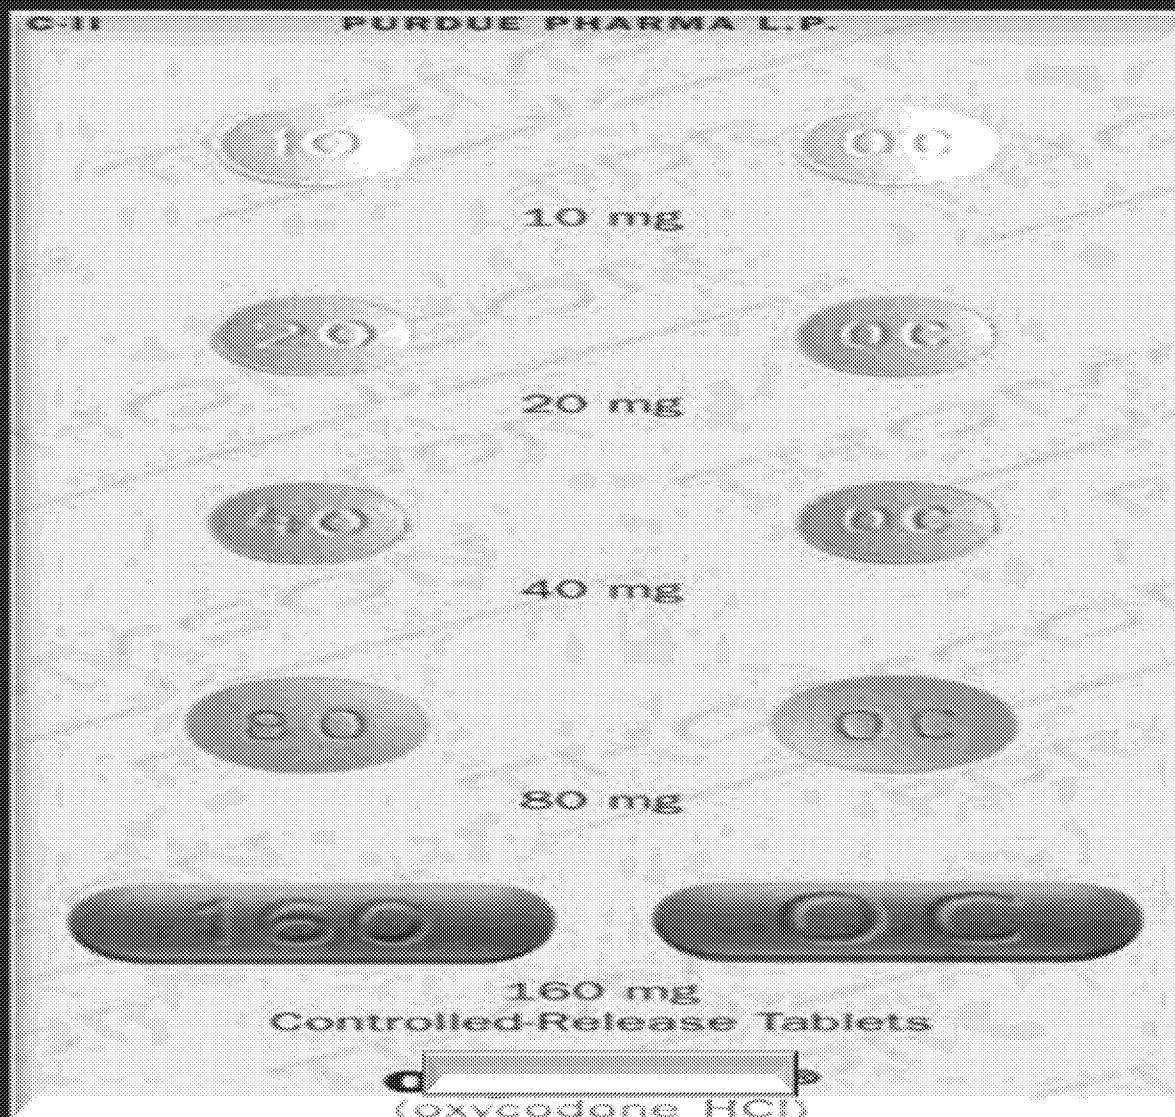 C-II PURDUE PHARMA L.P.
10 OC
10 mg
20 OC
20 mg
40 OC
40 mg
80 OC
80 mg
160 OC
160 mg
Controlled-Release Tablets
(oxycodone HCl)